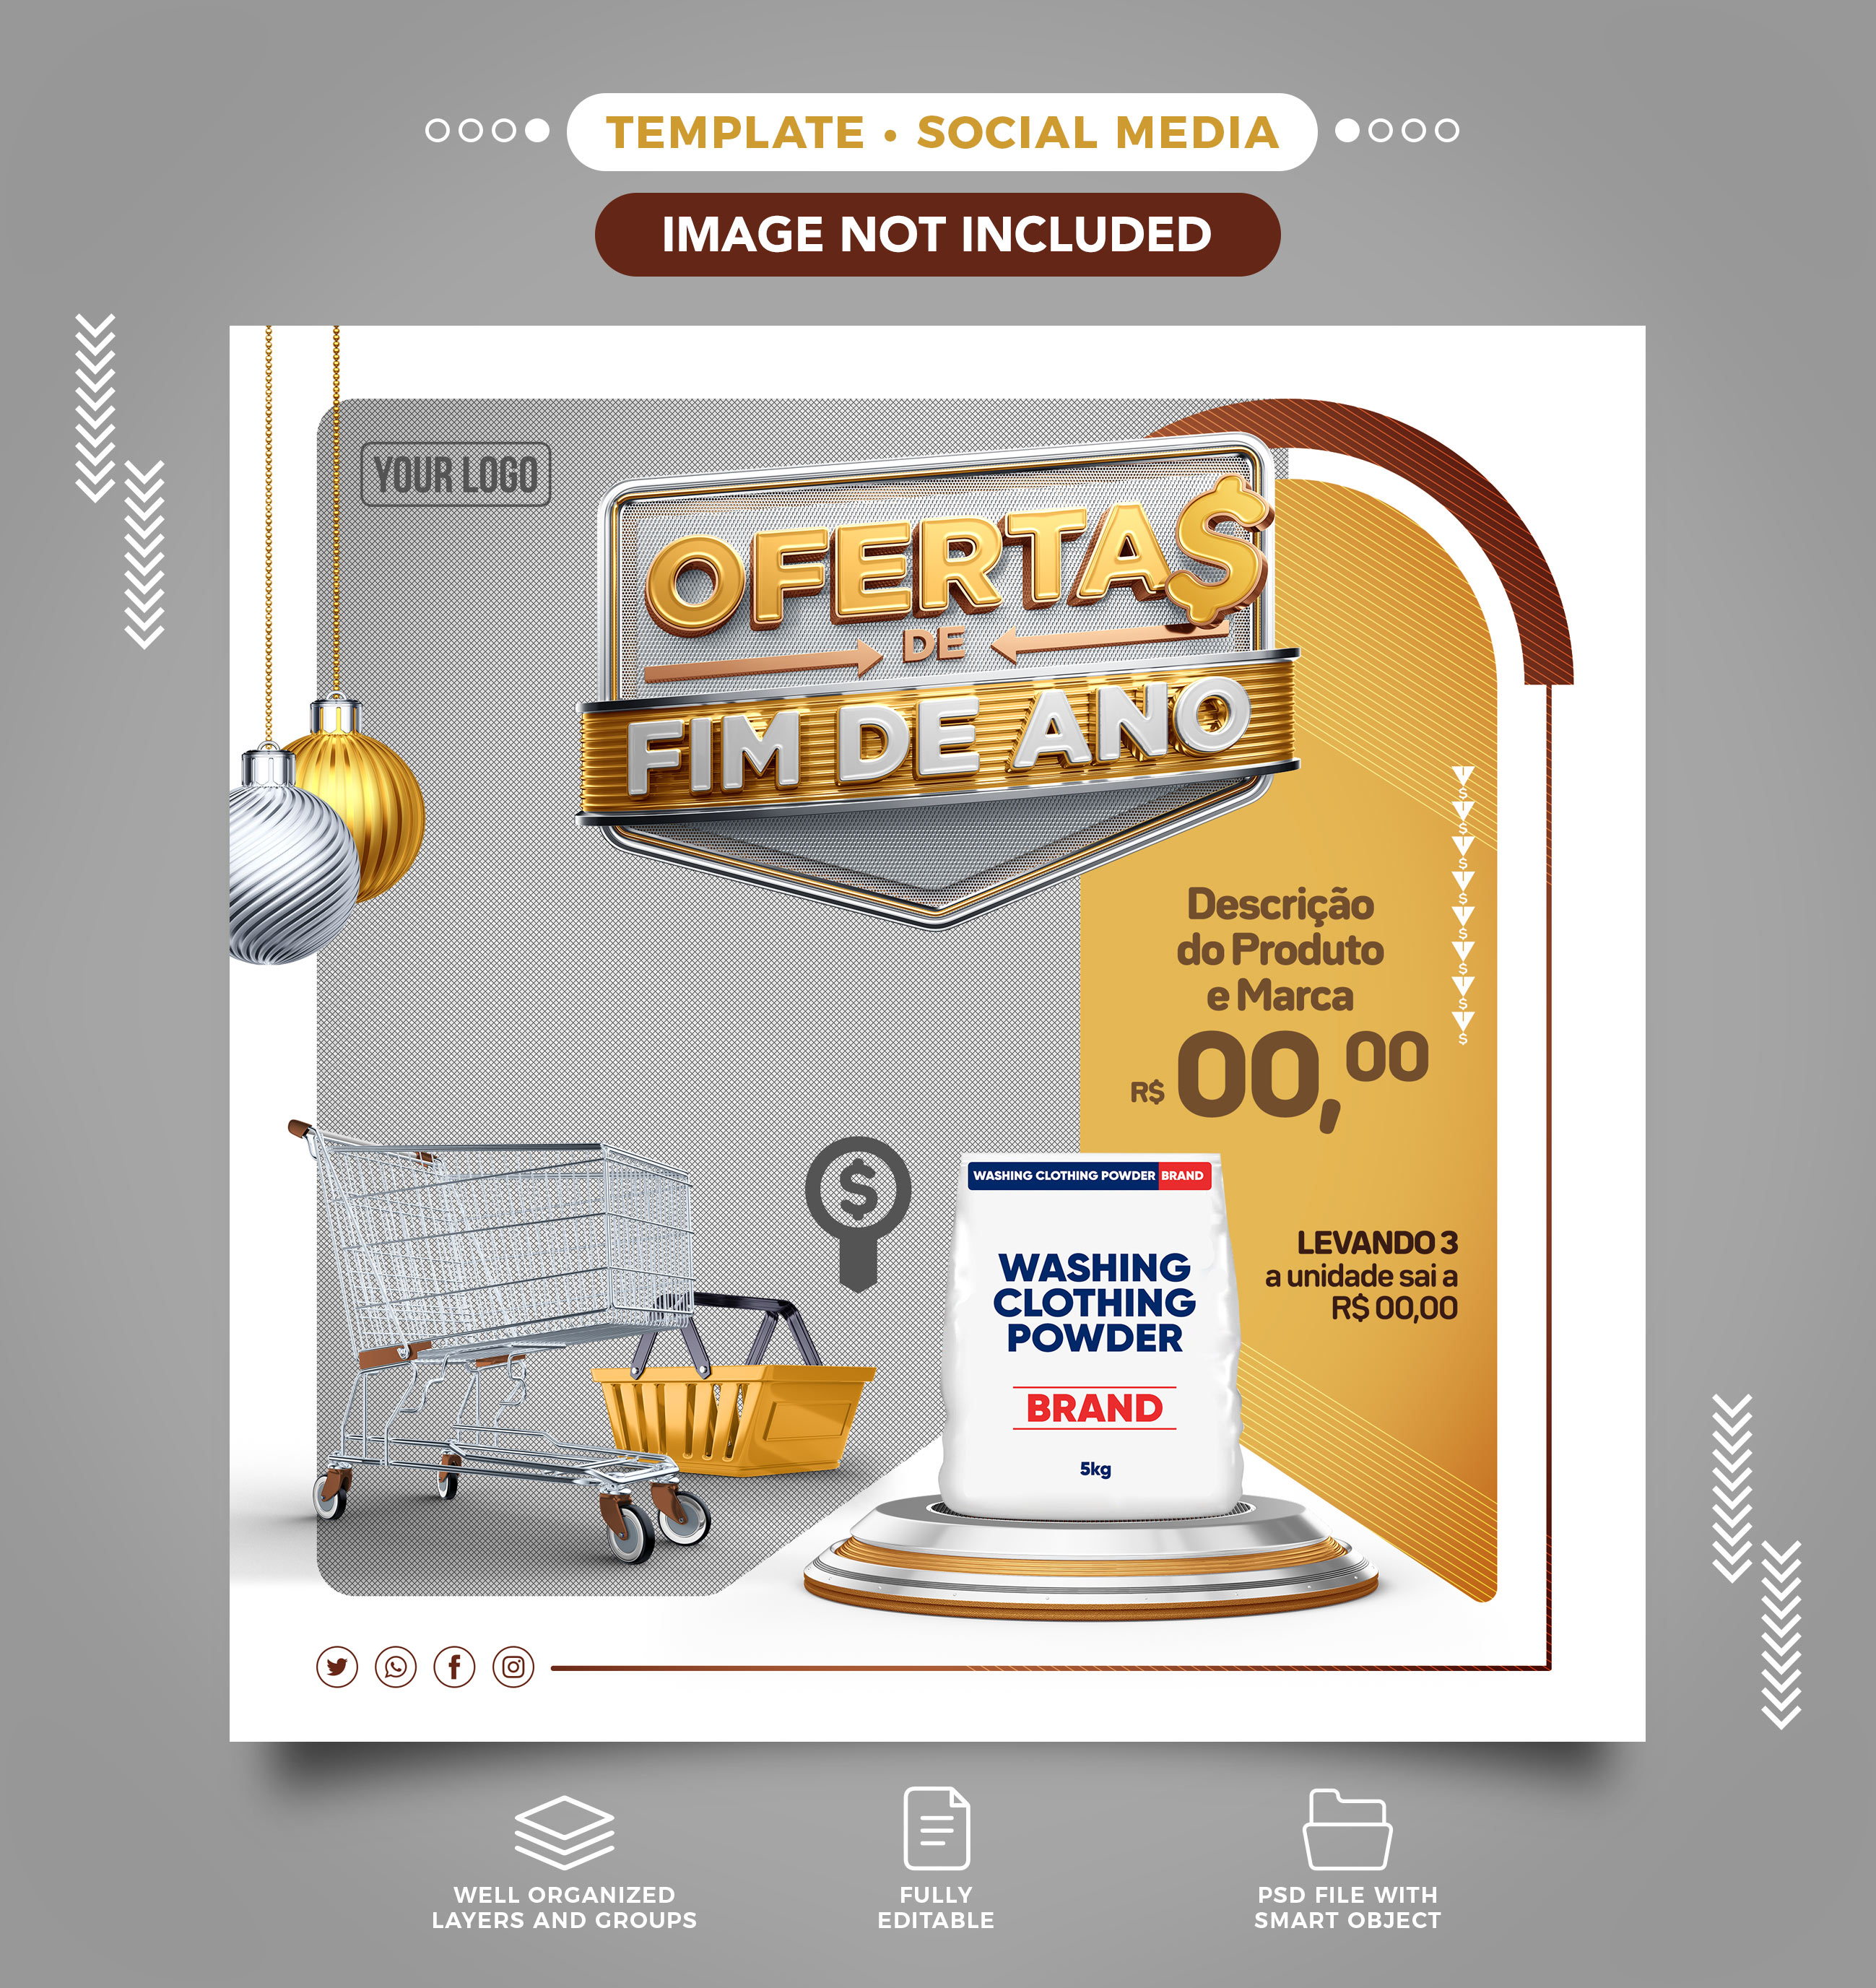 TEMPLATE • SOCIAL MEDIA
IMAGE NOT INCLUDED
YOUR LOGO
OFERTA$
DE
FIM DE ANO
Descrição
do Produto
e Marca
R$ 00,00
WASHING CLOTHING POWDER BRAND
WASHING
CLOTHING
POWDER
BRAND
5kg
LEVANDO 3
a unidade sai a
R$ 00,00
$
$
$
$
$
$
$
$
$
WELL ORGANIZED
LAYERS AND GROUPS
FULLY
EDITABLE
PSD FILE WITH
SMART OBJECT